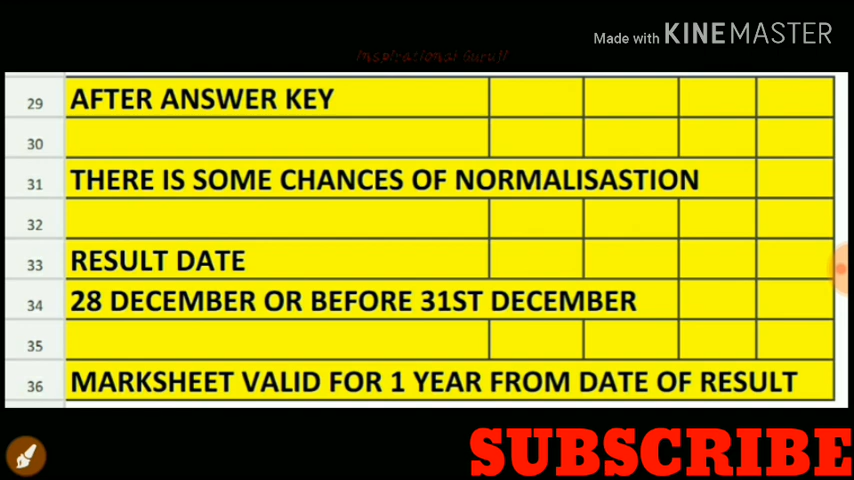 Made with KINEMASTER
Inspirational Guru!!
29 AFTER ANSWER KEY
30
31 THERE IS SOME CHANCES OF NORMALISASTION
32
33 RESULT DATE
34 28 DECEMBER OR BEFORE 31ST DECEMBER
35
36 MARKSHEET VALID FOR 1 YEAR FROM DATE OF RESULT
SUBSCRIBE